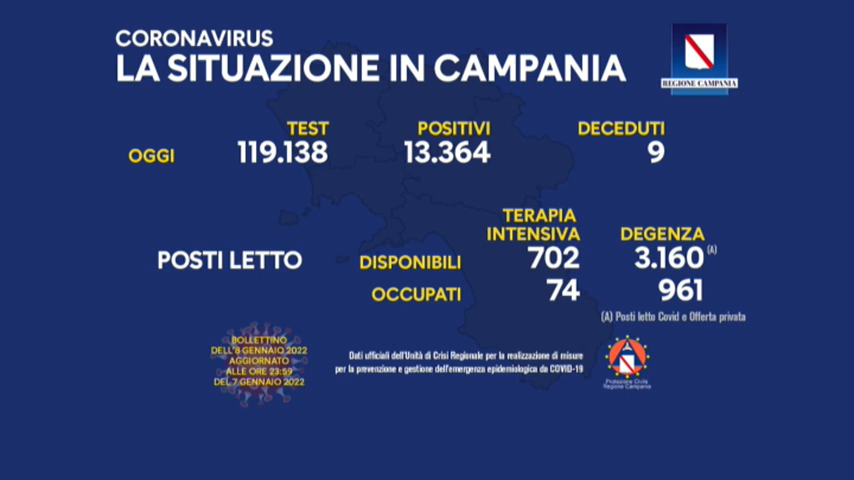 CORONAVIRUS
LA SITUAZIONE IN CAMPANIA
REGIONE CAMPANIA
TEST POSITIVI DECEDUTI
OGGI 119.138 13.364 9
TERAPIA
INTENSIVA DEGENZA
POSTI LETTO DISPONIBILI 702 3.160 (A)
OCCUPATI 74 961
(A) Posti letto Covid e Offerta privata
BOLLETTINO
DELL'8 GENNAIO 2022
AGGIORNATO
ALLE ORE 23:59
DEL 7 GENNAIO 2022
Dati ufficiali dell'Unità di Crisi Regionale per la realizzazione di misure
per la prevenzione e gestione dell'emergenza epidemiologica da COVID-19
Protezione Civile
Regione Campania